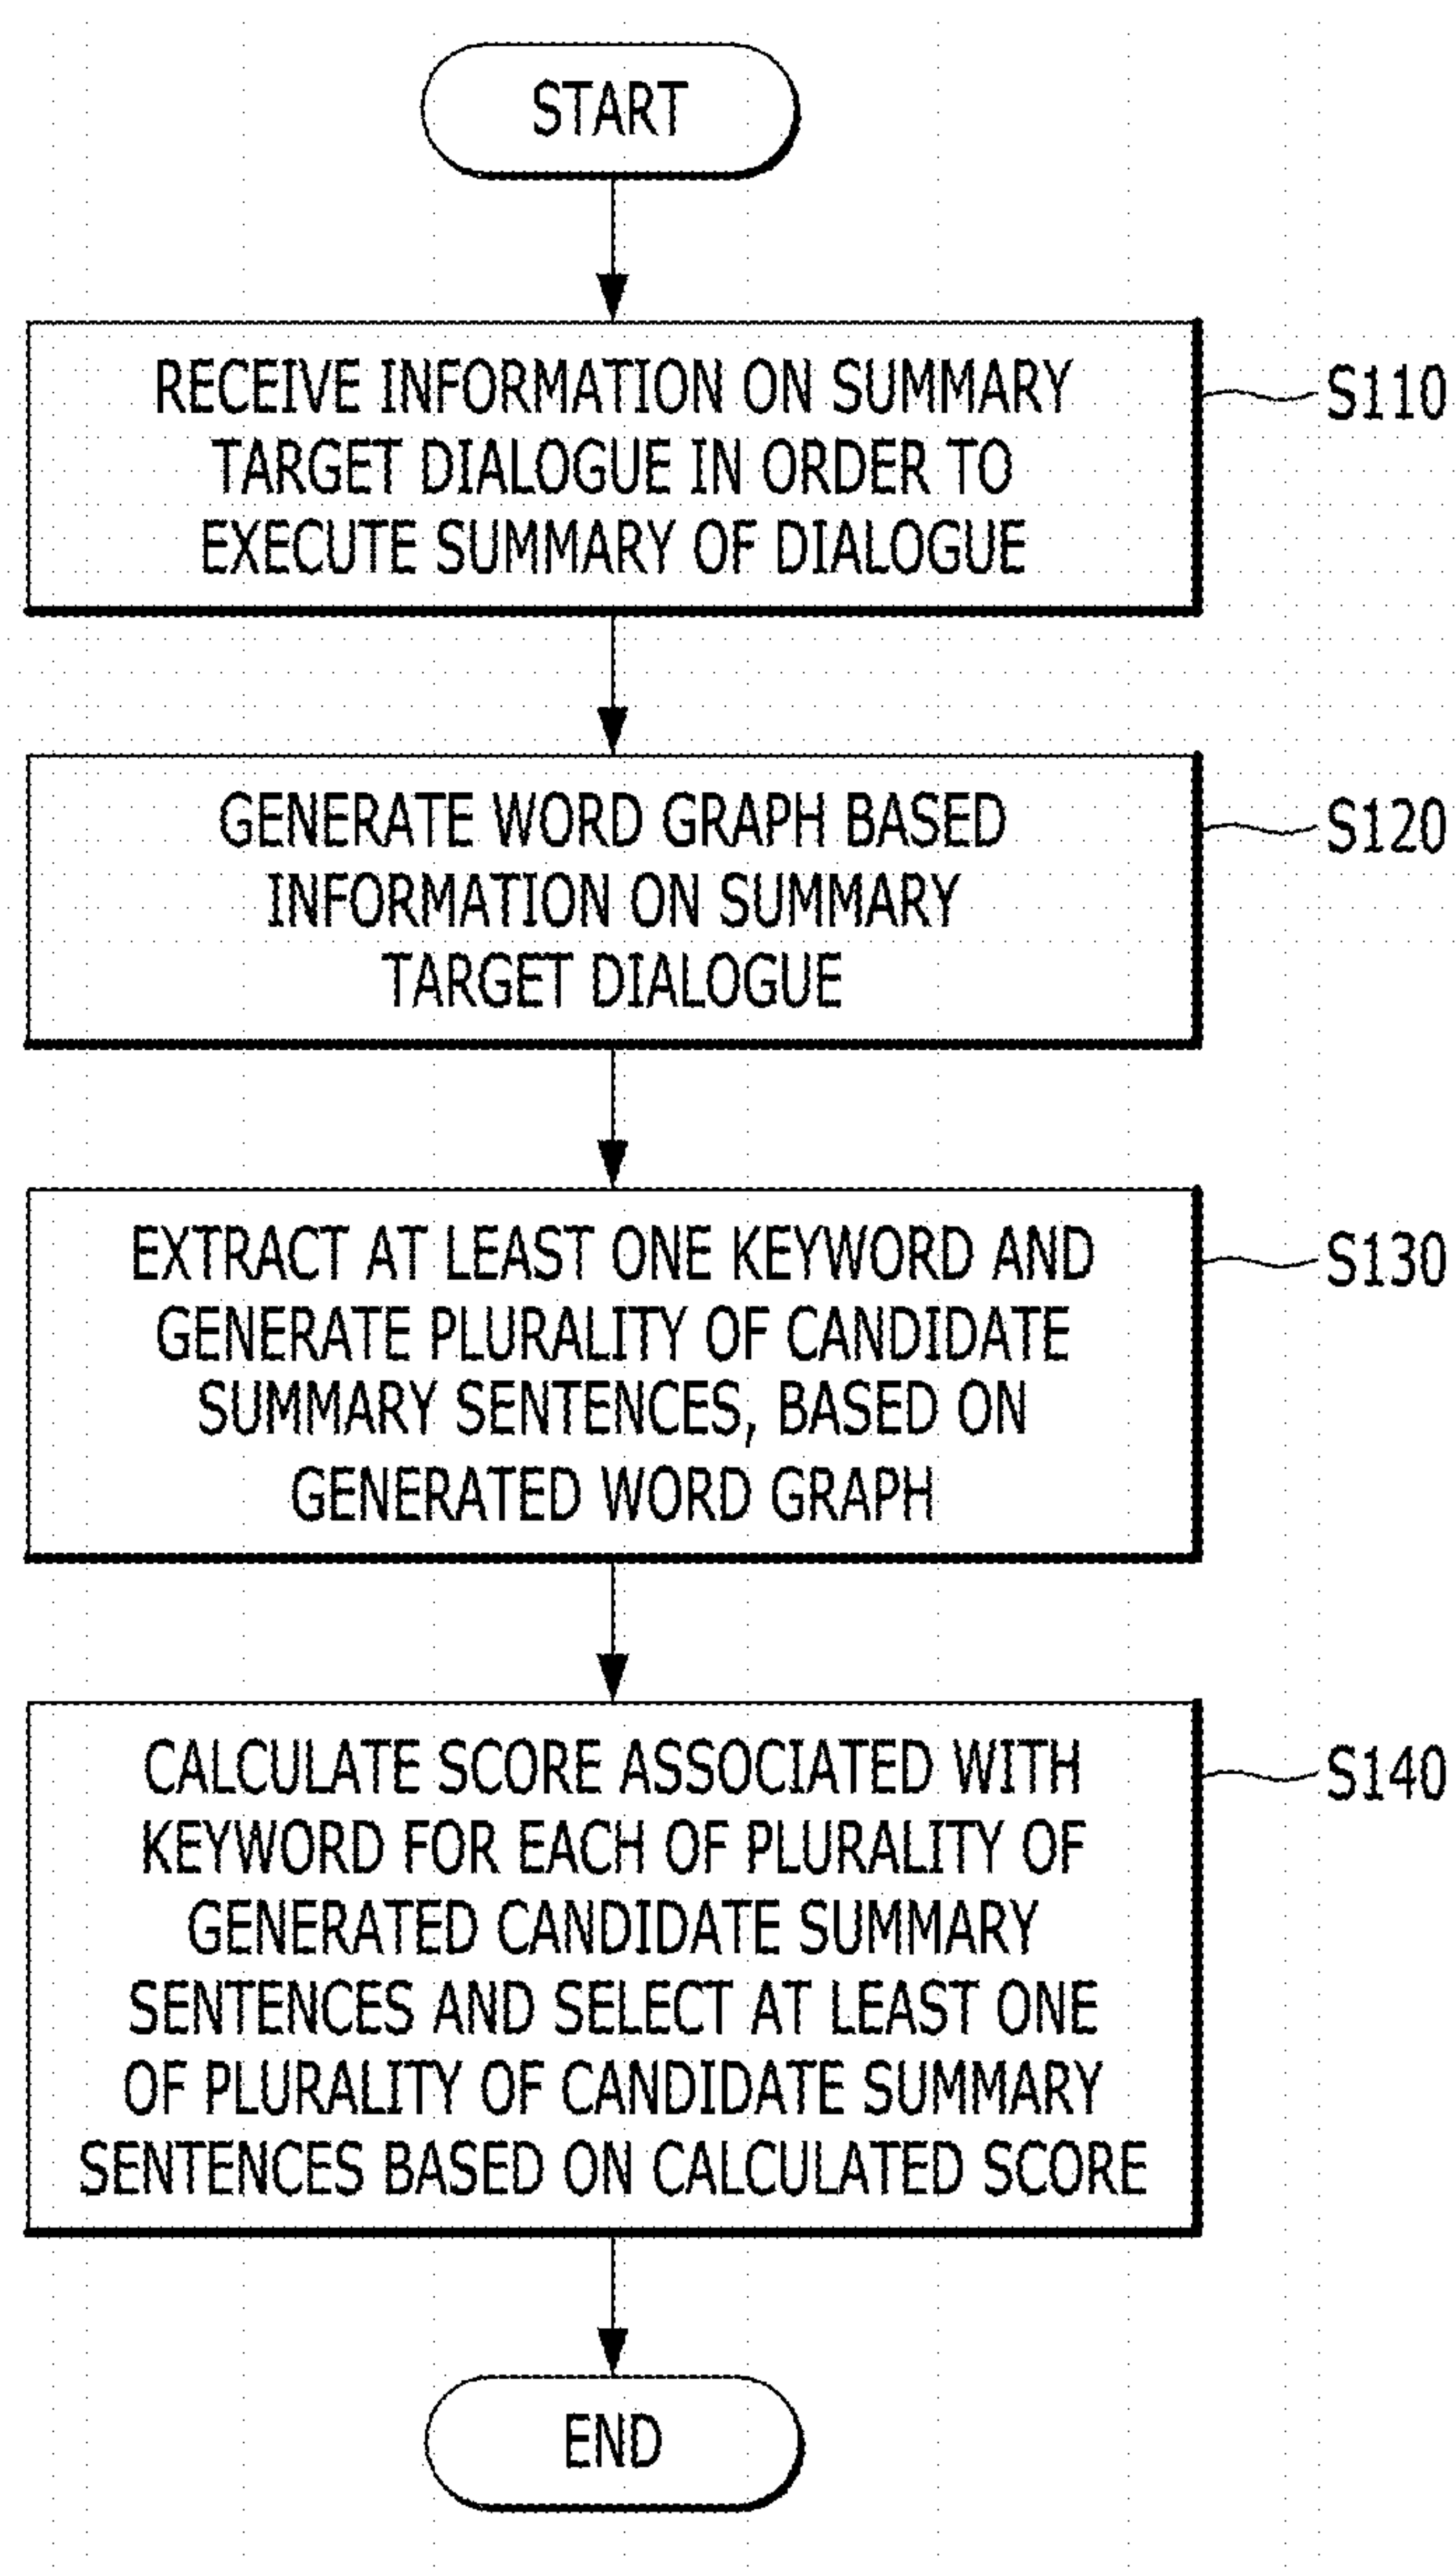 START
RECEIVE INFORMATION ON SUMMARY
TARGET DIALOGUE IN ORDER TO
EXECUTE SUMMARY OF DIALOGUE
S110
GENERATE WORD GRAPH BASED
INFORMATION ON SUMMARY
TARGET DIALOGUE
S120
EXTRACT AT LEAST ONE KEYWORD AND
GENERATE PLURALITY OF CANDIDATE
SUMMARY SENTENCES, BASED ON
GENERATED WORD GRAPH
S130
CALCULATE SCORE ASSOCIATED WITH
KEYWORD FOR EACH OF PLURALITY OF
GENERATED CANDIDATE SUMMARY
SENTENCES AND SELECT AT LEAST ONE
OF PLURALITY OF CANDIDATE SUMMARY
SENTENCES BASED ON CALCULATED SCORE
S140
END